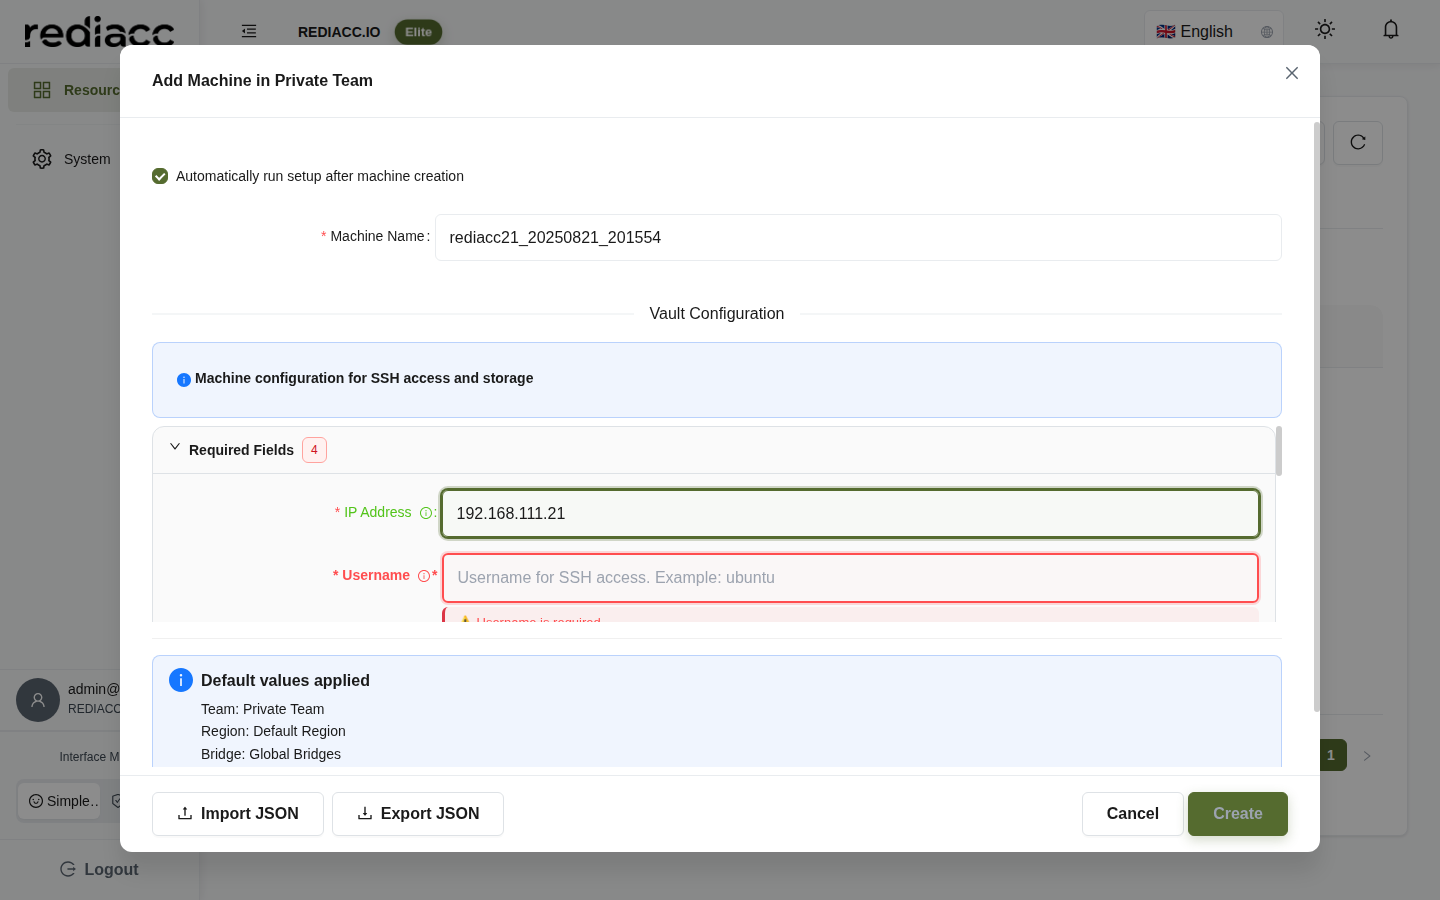 rediacc
REDIACC.IO
Elite
English
Resourc
System
Add Machine in Private Team
Automatically run setup after machine creation
* Machine Name:
rediacc21_20250821_201554
Vault Configuration
Machine configuration for SSH access and storage
Required Fields 4
* IP Address :
192.168.111.21
* Username *
Username for SSH access. Example: ubuntu
Username is required
Default values applied
Team: Private Team
Region: Default Region
Bridge: Global Bridges
admin@
REDIACC
Interface M
Simple..
1
Import JSON
Export JSON
Cancel
Create
Logout